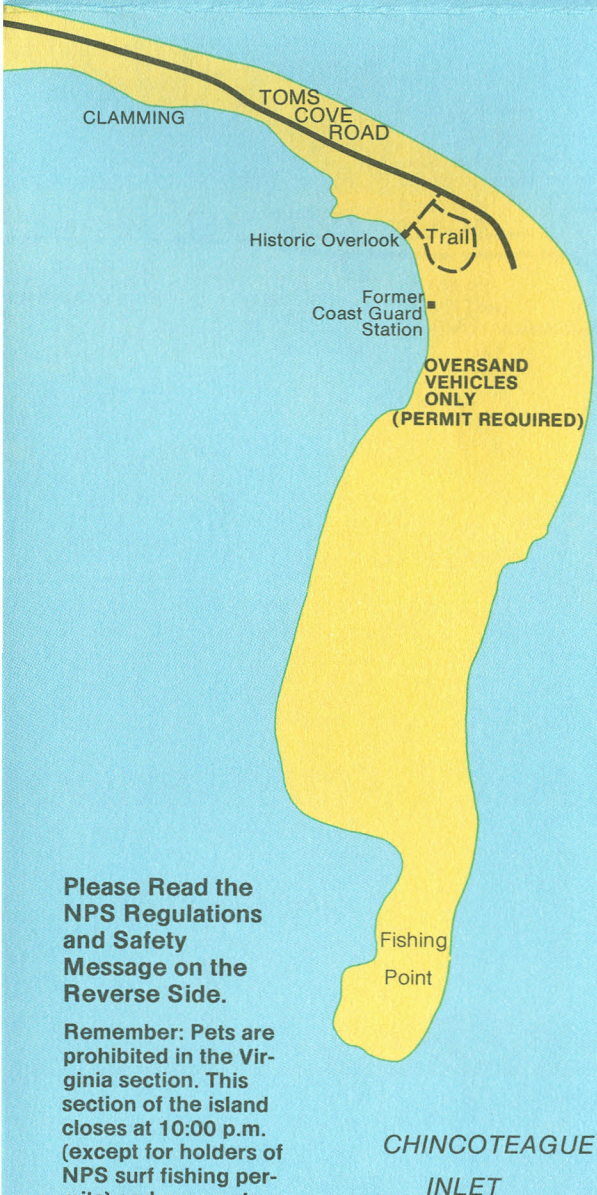 TOMS
COVE
ROAD
CLAMMING
Historic Overlook
Trail
Former
Coast Guard
Station
OVERSAND
VEHICLES
ONLY
(PERMIT REQUIRED)
Fishing
Point
Please Read the
NPS Regulations
and Safety
Message on the
Reverse Side.
Remember: Pets are
prohibited in the Vir-
ginia section. This
section of the island
closes at 10:00 p.m.
(except for holders of
NPS surf fishing per-
CHINCOTEAGUE
INLET